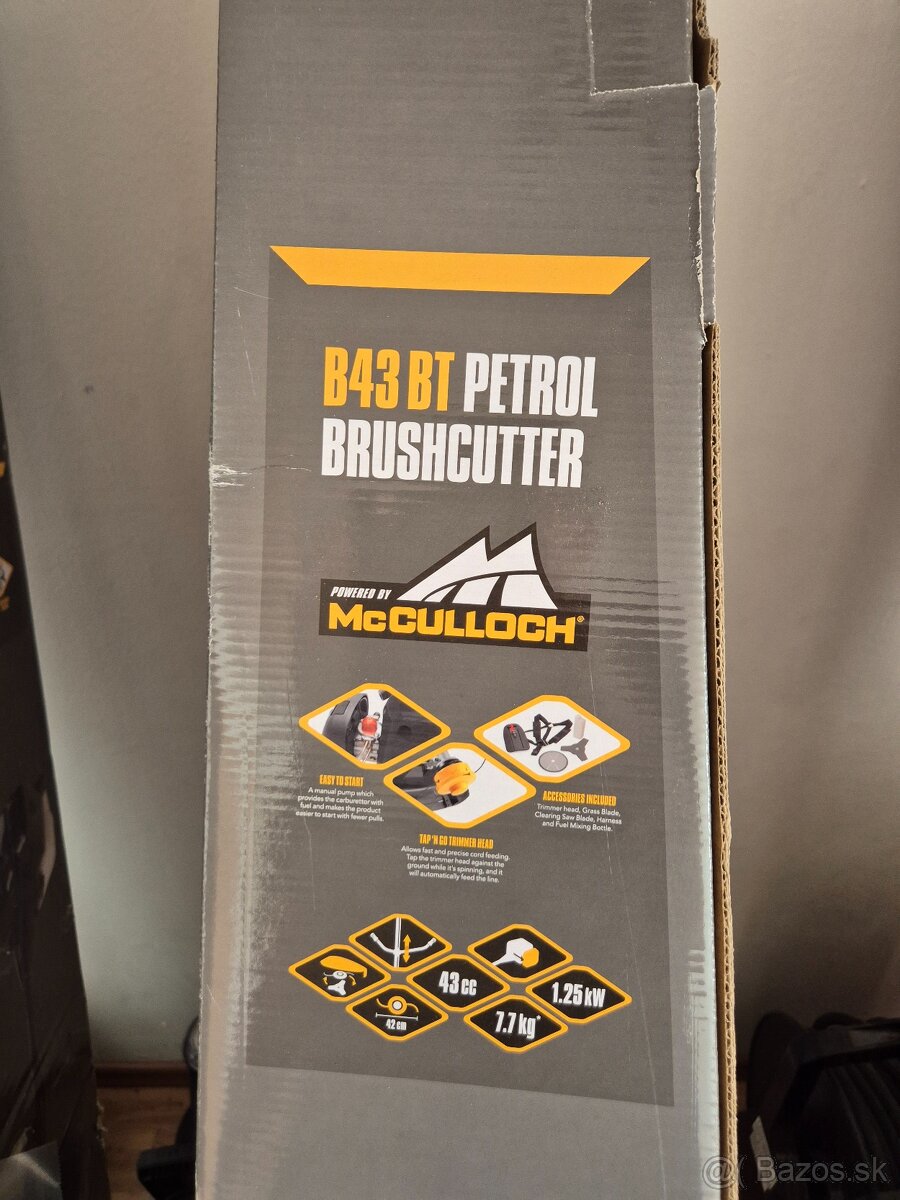 B43 BT PETROL
BRUSHCUTTER
POWERED BY
McCULLOCH®
EASY TO START
A manual pump which
provides the carburettor with
fuel and makes the product
easier to start with fewer pulls.
ACCESSORIES INCLUDED
Trimmer head, Grass Blade,
Clearing Saw Blade, Harness
and Fuel Mixing Bottle.
TAP 'N GO TRIMMER HEAD
Allows fast and precise cord feeding.
Tap the trimmer head against the
ground while it's spinning, and it
will automatically feed the line.
43 cc
1.25 kW
42 cm
7.7 kg*
@( Bazos.sk